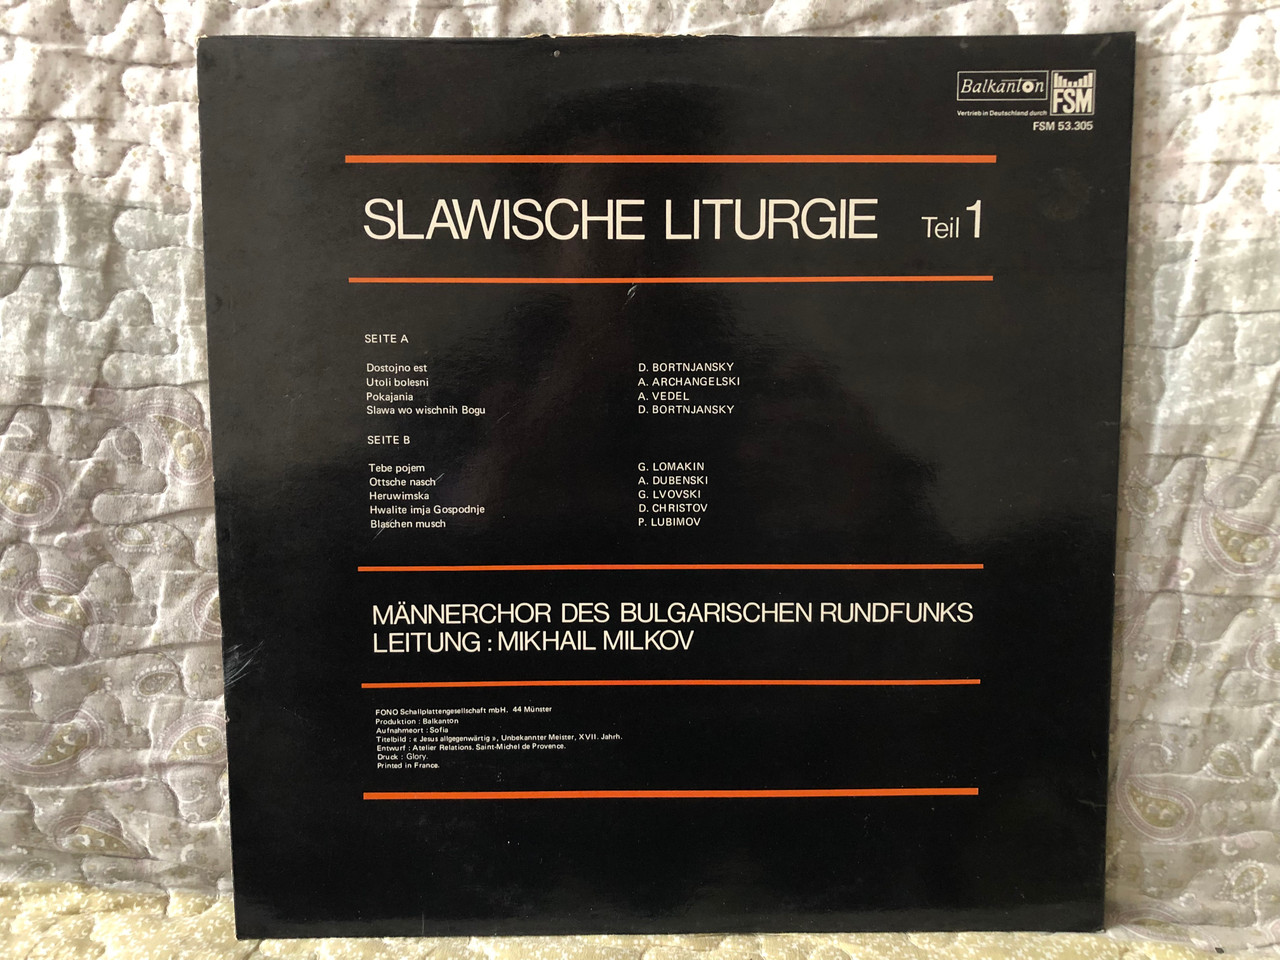 Balkanton FSM
Vertrieb in Deutschland durch
FSM 53.305
SLAWISCHE LITURGIE Teil 1
SEITE A
Dostojno est D. BORTNJANSKY
Utoli bolesni A. ARCHANGELSKI
Pokajania A. VEDEL
Slawa wo wischnih Bogu D. BORTNJANSKY
SEITE B
Tebe pojem G. LOMAKIN
Ottsche nasch A. DUBENSKI
Heruwimska G. LVOVSKI
Hwalite imja Gospodnje D. CHRISTOV
Blaschen musch P. LUBIMOV
MÄNNERCHOR DES BULGARISCHEN RUNDFUNKS
LEITUNG : MIKHAIL MILKOV
FONO Schallplattengesellschaft mbH. 44 Münster
Produktion : Balkanton
Aufnahmeort : Sofia
Titelbild : « Jesus allgegenwärtig », Unbekannter Meister, XVII. Jahrh.
Entwurf : Atelier Relations. Saint-Michel de Provence.
Druck : Glory.
Printed in France.